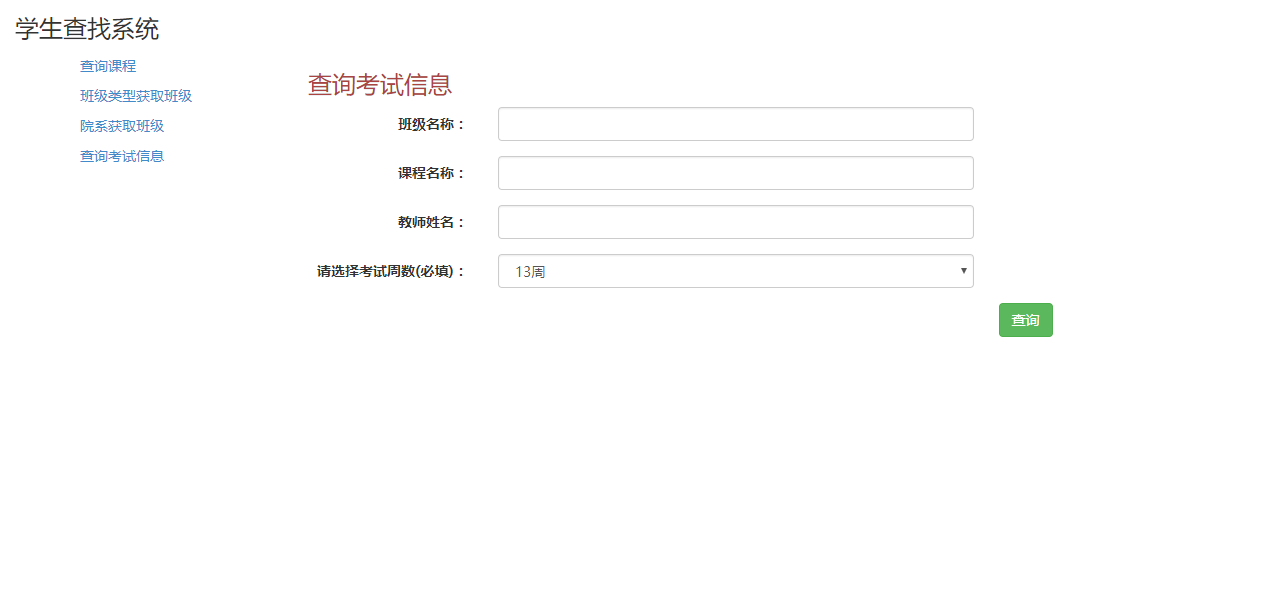 学生查找系统
查询课程
班级类型获取班级
院系获取班级
查询考试信息
查询考试信息
班级名称：
课程名称：
教师姓名：
请选择考试周数(必填)： 13周
查询